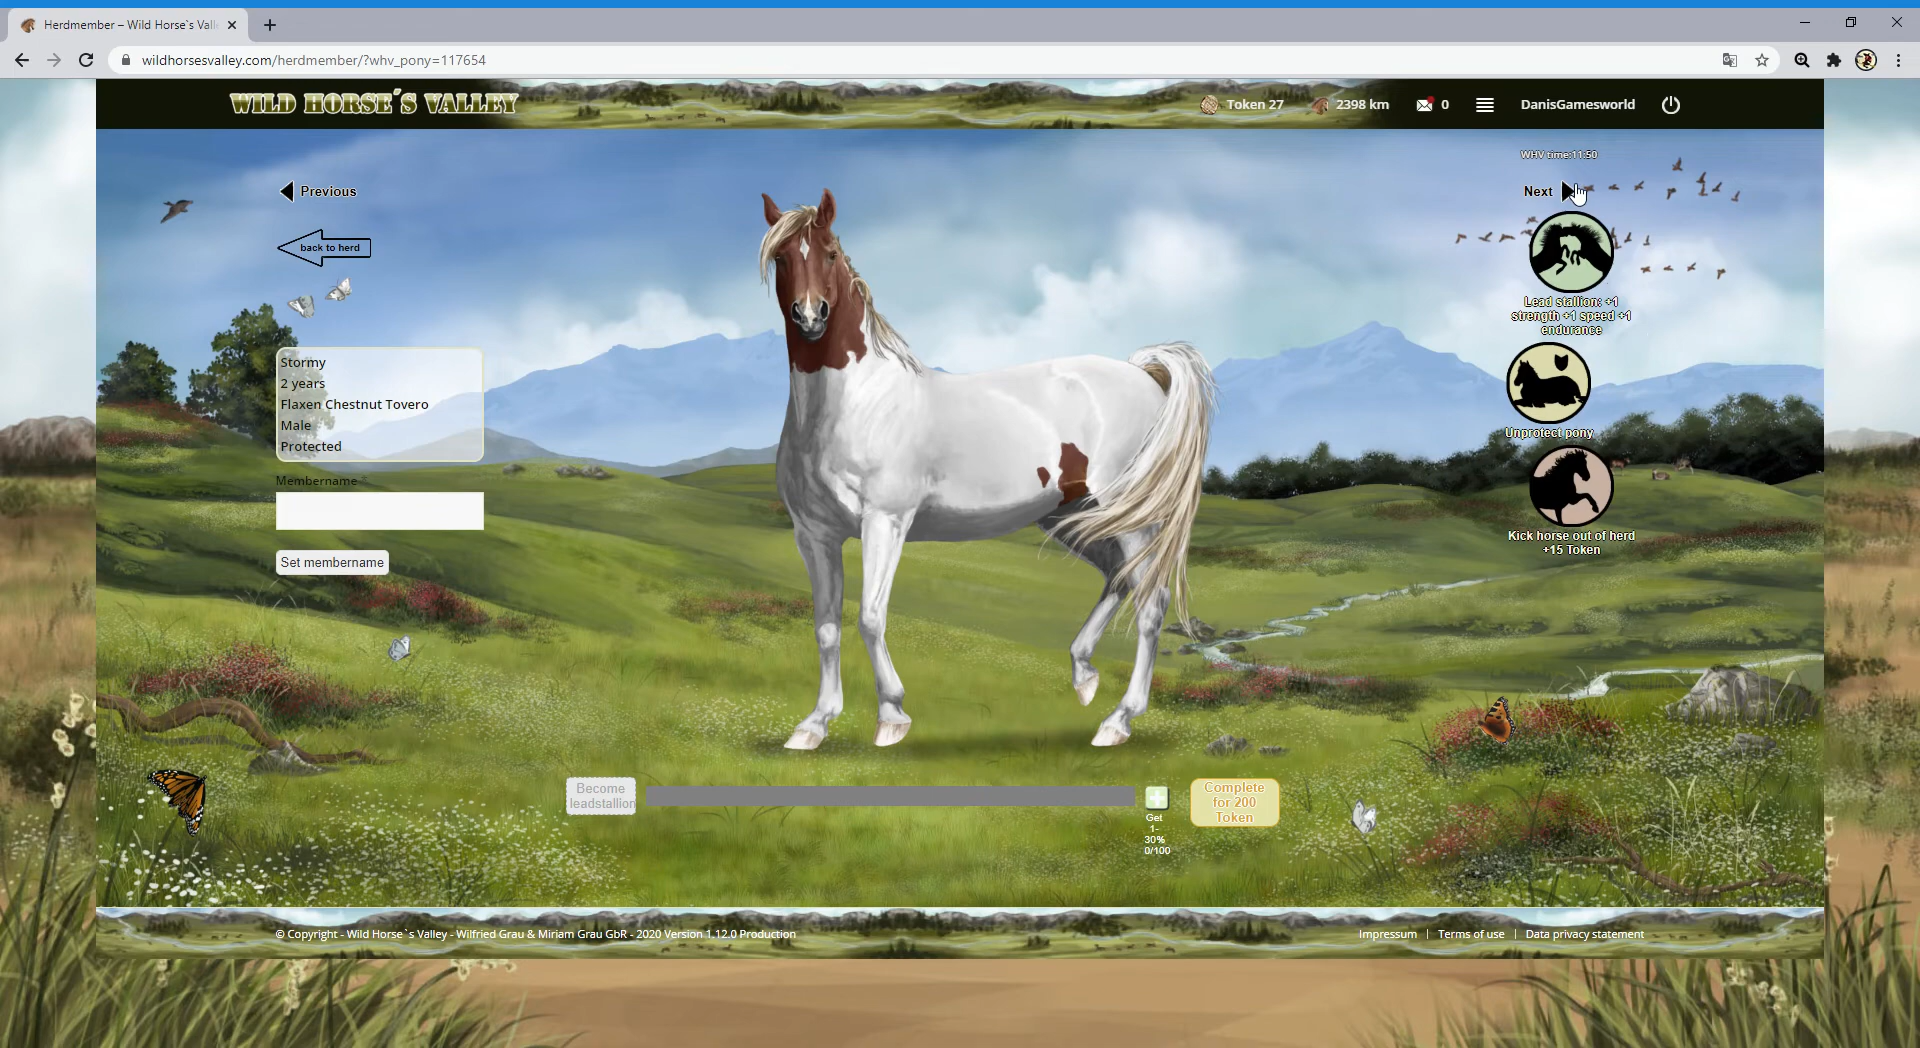 Herdmember – Wild Horse`s Vall
wildhorsesvalley.com/herdmember/?whv_pony=117654
WILD HORSE´S VALLEY
Token 27
2398 km
0
DanisGamesworld
WHV time:11:50
Previous
Next
back to herd
Lead stallion: +1
strength +1 speed +1
endurance
Stormy
2 years
Flaxen Chestnut Tovero
Male
Protected
Unprotect pony
Membername
Kick horse out of herd
+15 Token
Set membername
Become
leadstallion
Get
1-
30%
0/100
Complete
for 200
Token
© Copyright - Wild Horse`s Valley - Wilfried Grau & Miriam Grau GbR - 2020 Version 1.12.0 Production
Impressum | Terms of use | Data privacy statement